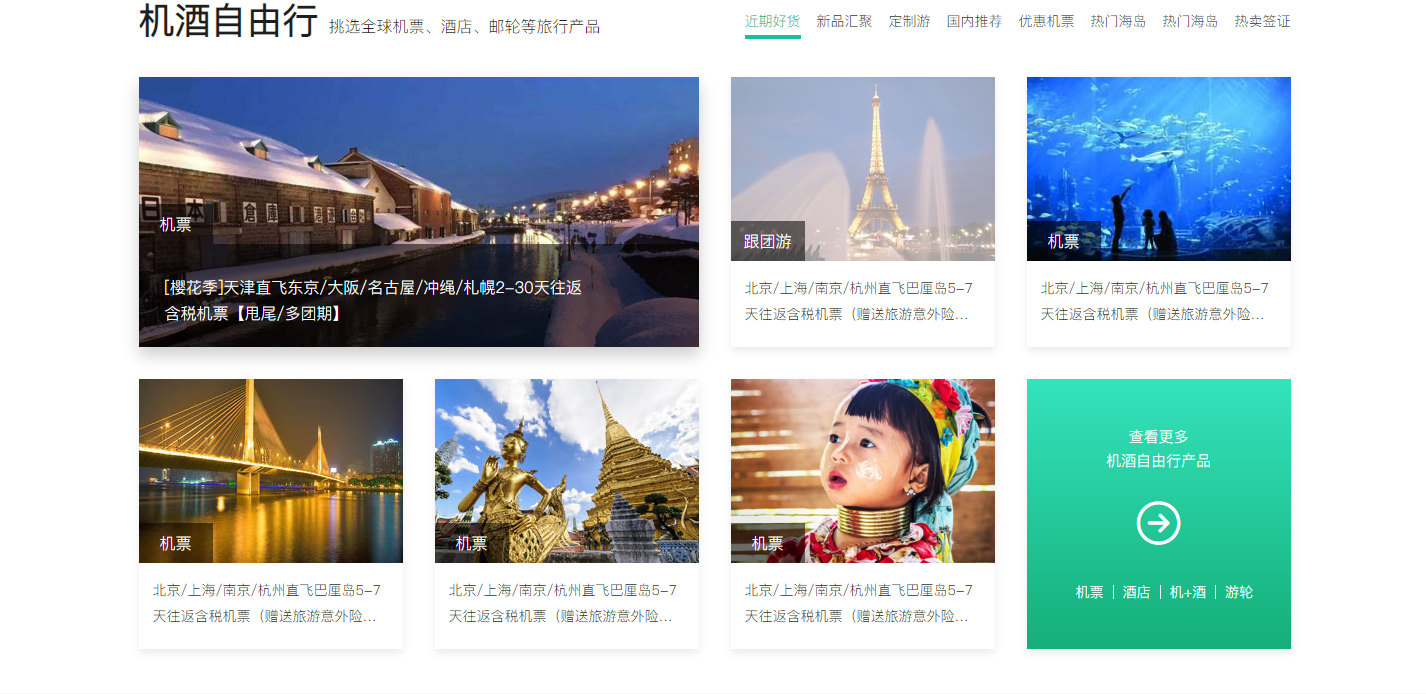 机酒自由行
挑选全球机票、酒店、邮轮等旅行产品
近期好货 新品汇聚 定制游 国内推荐 优惠机票 热门海岛 热门海岛 热卖签证
日本
倉庫
机票
[樱花季]天津直飞东京/大阪/名古屋/冲绳/札幌2-30天往返
含税机票【甩尾/多团期】
跟团游
北京/上海/南京/杭州直飞巴厘岛5-7
天往返含税机票（赠送旅游意外险...
机票
北京/上海/南京/杭州直飞巴厘岛5-7
天往返含税机票（赠送旅游意外险...
机票
北京/上海/南京/杭州直飞巴厘岛5-7
天往返含税机票（赠送旅游意外险...
机票
北京/上海/南京/杭州直飞巴厘岛5-7
天往返含税机票（赠送旅游意外险...
机票
北京/上海/南京/杭州直飞巴厘岛5-7
天往返含税机票（赠送旅游意外险...
查看更多
机酒自由行产品
机票 | 酒店 | 机+酒 | 游轮